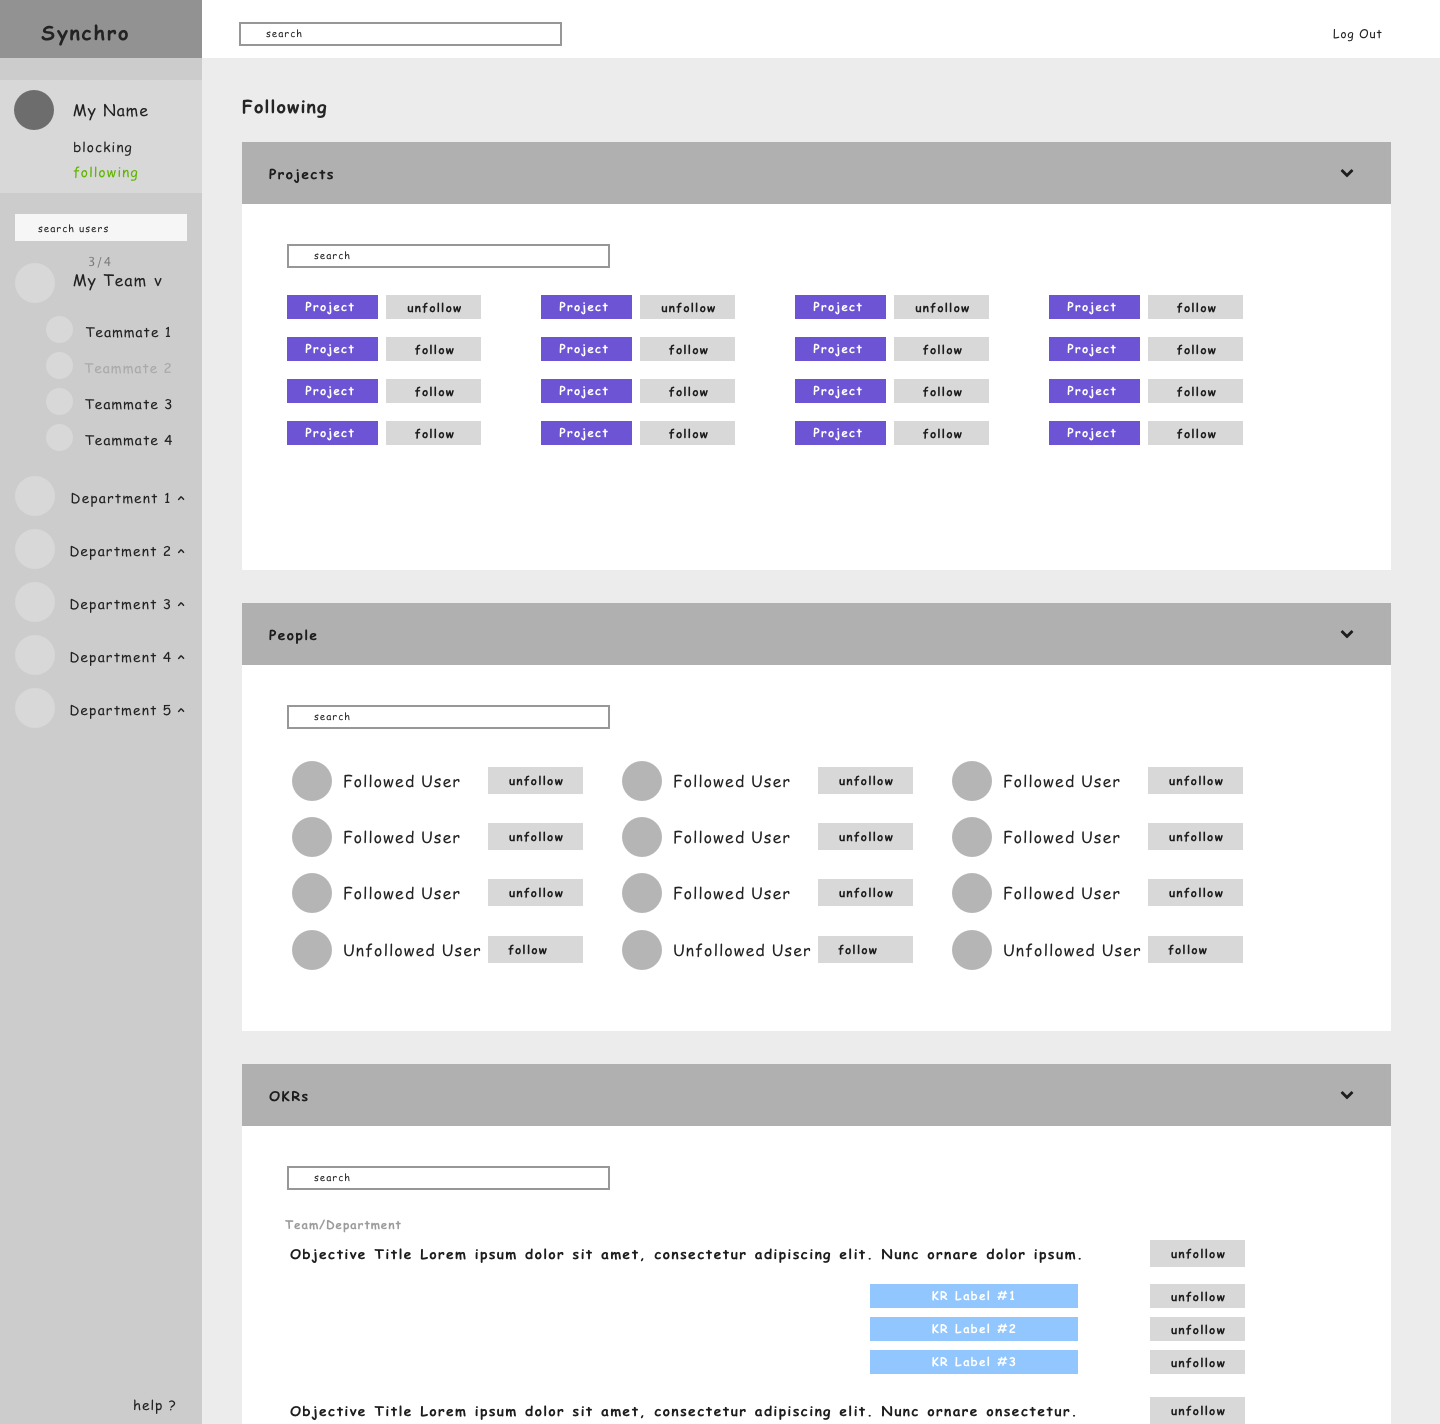 Synchro
search
Log Out
My Name
blocking
following
search users
3/4
My Team v
Teammate 1
Teammate 2
Teammate 3
Teammate 4
Department 1 ^
Department 2 ^
Department 3 ^
Department 4 ^
Department 5 ^
help ?
Following
Projects
search
Project unfollow Project unfollow Project unfollow Project follow
Project follow Project follow Project follow Project follow
Project follow Project follow Project follow Project follow
Project follow Project follow Project follow Project follow
People
search
Followed User unfollow Followed User unfollow Followed User unfollow
Followed User unfollow Followed User unfollow Followed User unfollow
Followed User unfollow Followed User unfollow Followed User unfollow
Unfollowed User follow Unfollowed User follow Unfollowed User follow
OKRs
search
Team/Department
Objective Title Lorem ipsum dolor sit amet, consectetur adipiscing elit. Nunc ornare dolor ipsum. unfollow
KR Label #1 unfollow
KR Label #2 unfollow
KR Label #3 unfollow
Objective Title Lorem ipsum dolor sit amet, consectetur adipiscing elit. Nunc ornare onsectetur. unfollow